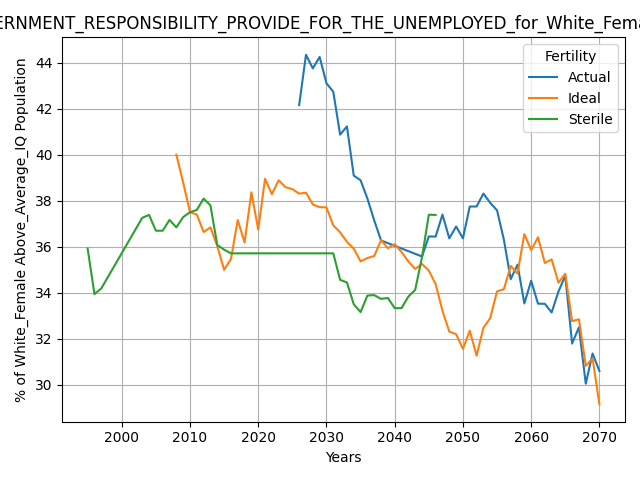 ERNMENT_RESPONSIBILITY_PROVIDE_FOR_THE_UNEMPLOYED_for_White_Fema
% of White_Female Above_Average_IQ Population
44
42
40
38
36
34
32
30
Fertility
Actual
Ideal
Sterile
2000 2010 2020 2030 2040 2050 2060 2070
Years